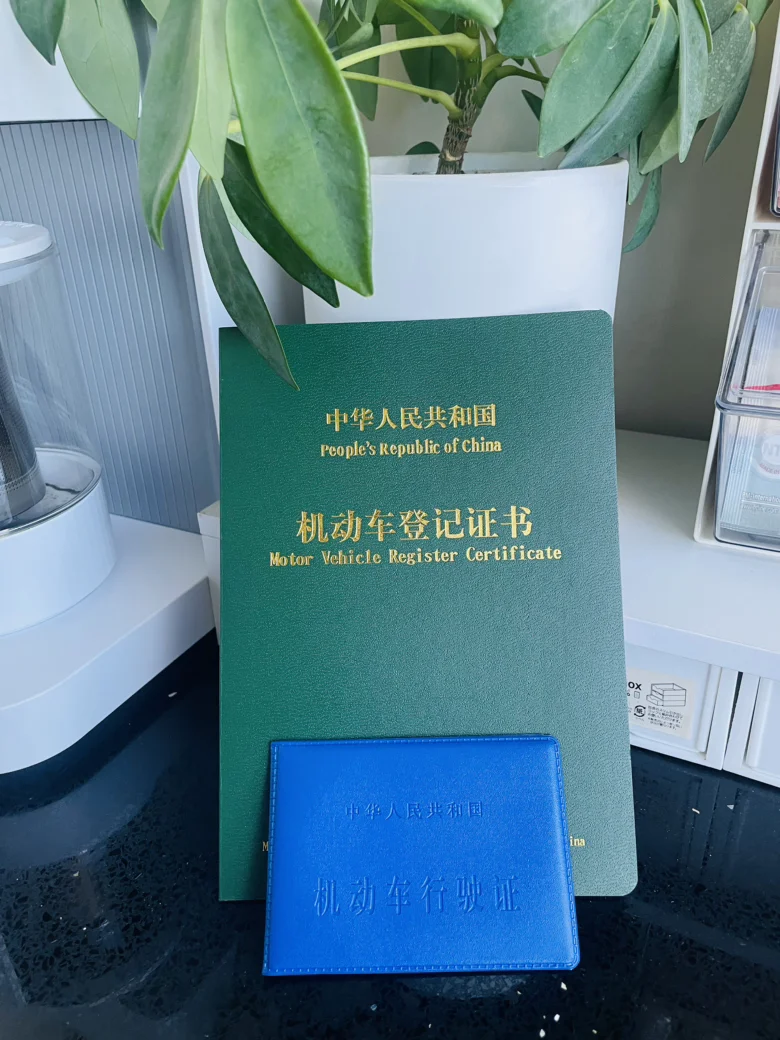 中华人民共和国
People's Republic of China
机动车登记证书
Motor Vehicle Register Certificate
中华人民共和国
机动车行驶证